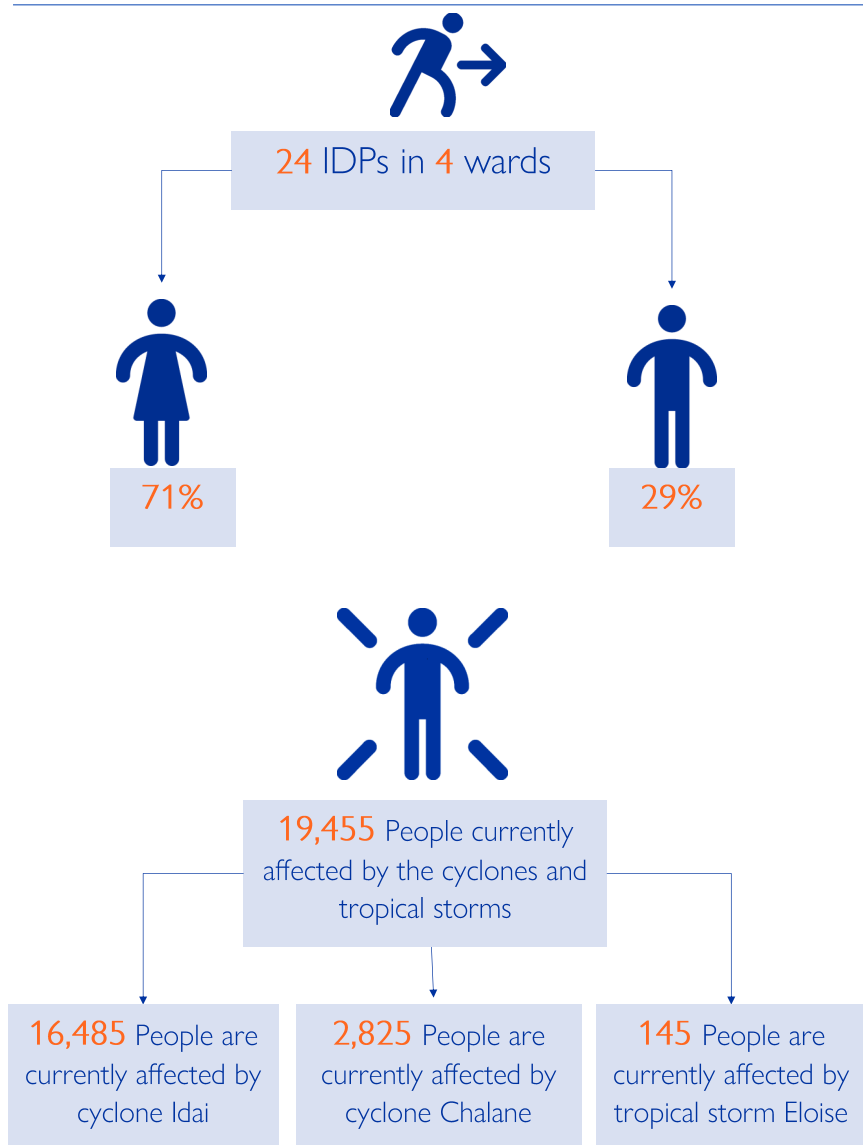 24 IDPs in 4 wards
71%
29%
19,455 People currently
affected by the cyclones and
tropical storms
16,485 People are
currently affected by
cyclone Idai
2,825 People are
currently affected by
cyclone Chalane
145 People are
currently affected by
tropical storm Eloise